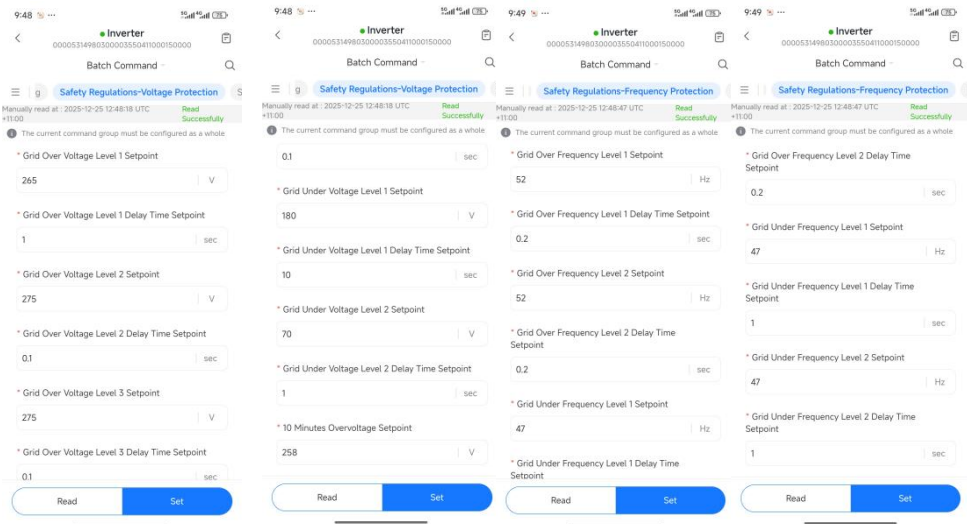 9:48
5G 4G 75
Inverter
0000531498030000355041100015000​0
Batch Command
g Safety Regulations-Voltage Protection S
Manually read at : 2025-12-25 12:48:18 UTC +11:00
Read Successfully
The current command group must be configured as a whole
* Grid Over Voltage Level 1 Setpoint
265 V
* Grid Over Voltage Level 1 Delay Time Setpoint
1 sec
* Grid Over Voltage Level 2 Setpoint
275 V
* Grid Over Voltage Level 2 Delay Time Setpoint
0.1 sec
* Grid Over Voltage Level 3 Setpoint
275 V
* Grid Over Voltage Level 3 Delay Time Setpoint
0.1 sec
Read Set
9:48
5G 4G 75
Inverter
00005314980300003550411000150000
Batch Command
g Safety Regulations-Voltage Protection
Manually read at : 2025-12-25 12:48:18 UTC +11:00
Read Successfully
The current command group must be configured as a whole
0.1 sec
* Grid Under Voltage Level 1 Setpoint
180 V
* Grid Under Voltage Level 1 Delay Time Setpoint
10 sec
* Grid Under Voltage Level 2 Setpoint
70 V
* Grid Under Voltage Level 2 Delay Time Setpoint
1 sec
* 10 Minutes Overvoltage Setpoint
258 V
Read Set
9:49
5G 4G 75
Inverter
00005314980300003550411000150000
Batch Command
Safety Regulations-Frequency Protection
Manually read at : 2025-12-25 12:48:47 UTC +11:00
Read Successfully
The current command group must be configured as a whole
* Grid Over Frequency Level 1 Setpoint
52 Hz
* Grid Over Frequency Level 1 Delay Time Setpoint
0.2 sec
* Grid Over Frequency Level 2 Setpoint
52 Hz
* Grid Over Frequency Level 2 Delay Time
Setpoint
0.2 sec
* Grid Under Frequency Level 1 Setpoint
47 Hz
* Grid Under Frequency Level 1 Delay Time
Setpoint
Read Set
9:49
5G 4G 75
Inverter
00005314980300003550411000150000
Batch Command
Safety Regulations-Frequency Protection
Manually read at : 2025-12-25 12:48:47 UTC +11:00
Read Successfully
The current command group must be configured as a whole
* Grid Over Frequency Level 2 Delay Time
Setpoint
0.2 sec
* Grid Under Frequency Level 1 Setpoint
47 Hz
* Grid Under Frequency Level 1 Delay Time
Setpoint
1 sec
* Grid Under Frequency Level 2 Setpoint
47 Hz
* Grid Under Frequency Level 2 Delay Time
Setpoint
1 sec
Read Set